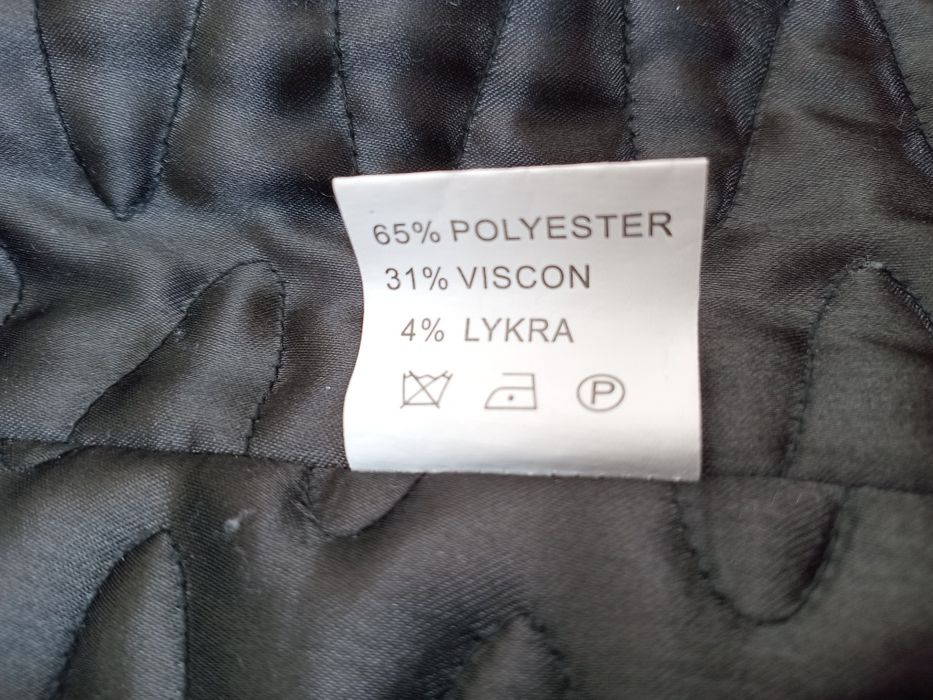 65% POLYESTER
31% VISCON
4% LYKRA
P